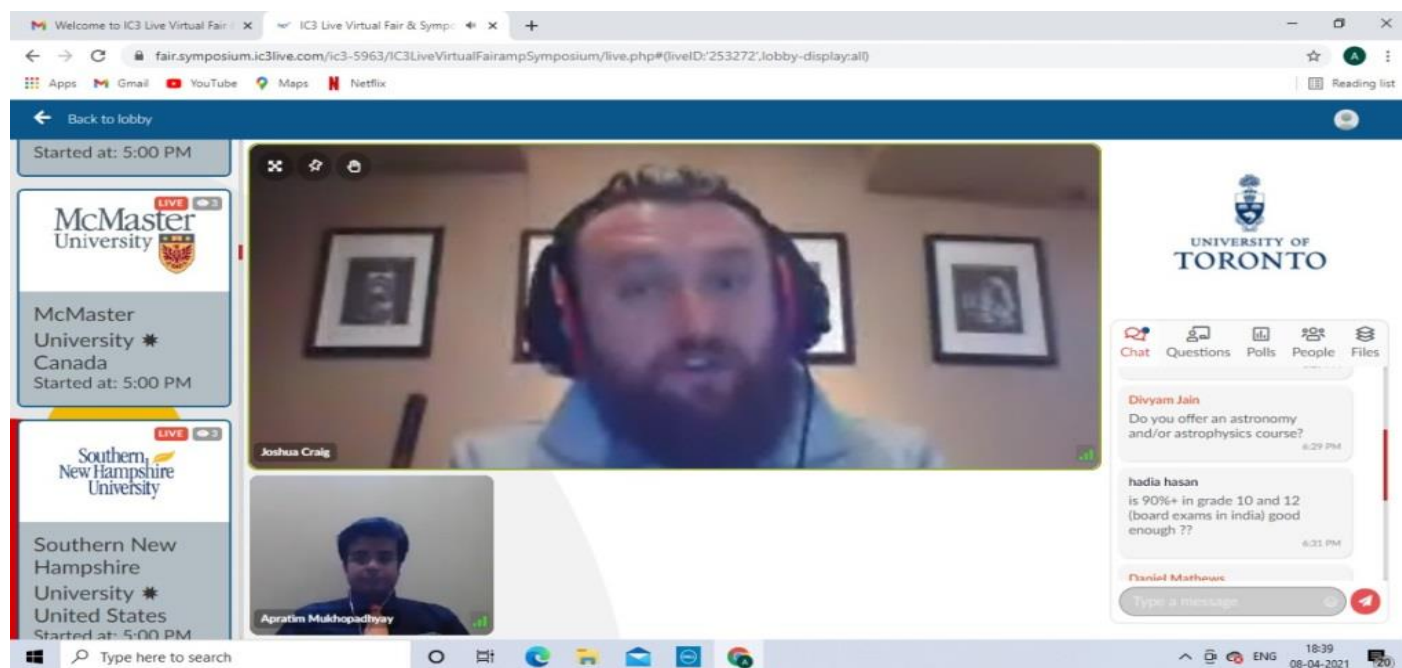 Welcome to IC3 Live Virtual Fair
IC3 Live Virtual Fair & Symp
fair.symposium.ic3live.com/ic3-5963/IC3LiveVirtualFairampSymposium/live.php#(liveID:'253272',lobby-display:all)
A
Apps Gmail YouTube Maps Netflix Reading list
Back to lobby
Started at: 5:00 PM
LIVE 3
McMaster
University
McMaster
University
Canada
Started at: 5:00 PM
LIVE 3
Southern
New Hampshire
University
Southern New
Hampshire
University
United States
Started at: 5:00 PM
Joshua Craig
Apratim Mukhopadhyay
UNIVERSITY OF
TORONTO
Chat Questions Polls People Files
Divyam Jain
Do you offer an astronomy
and/or astrophysics course?
6:29 PM
hadia hasan
is 90%+ in grade 10 and 12
(board exams in india) good
enough ??
6:31 PM
Daniel Mathews
Type a message
Type here to search
DELL
A
ENG
18:39
08-04-2021
20